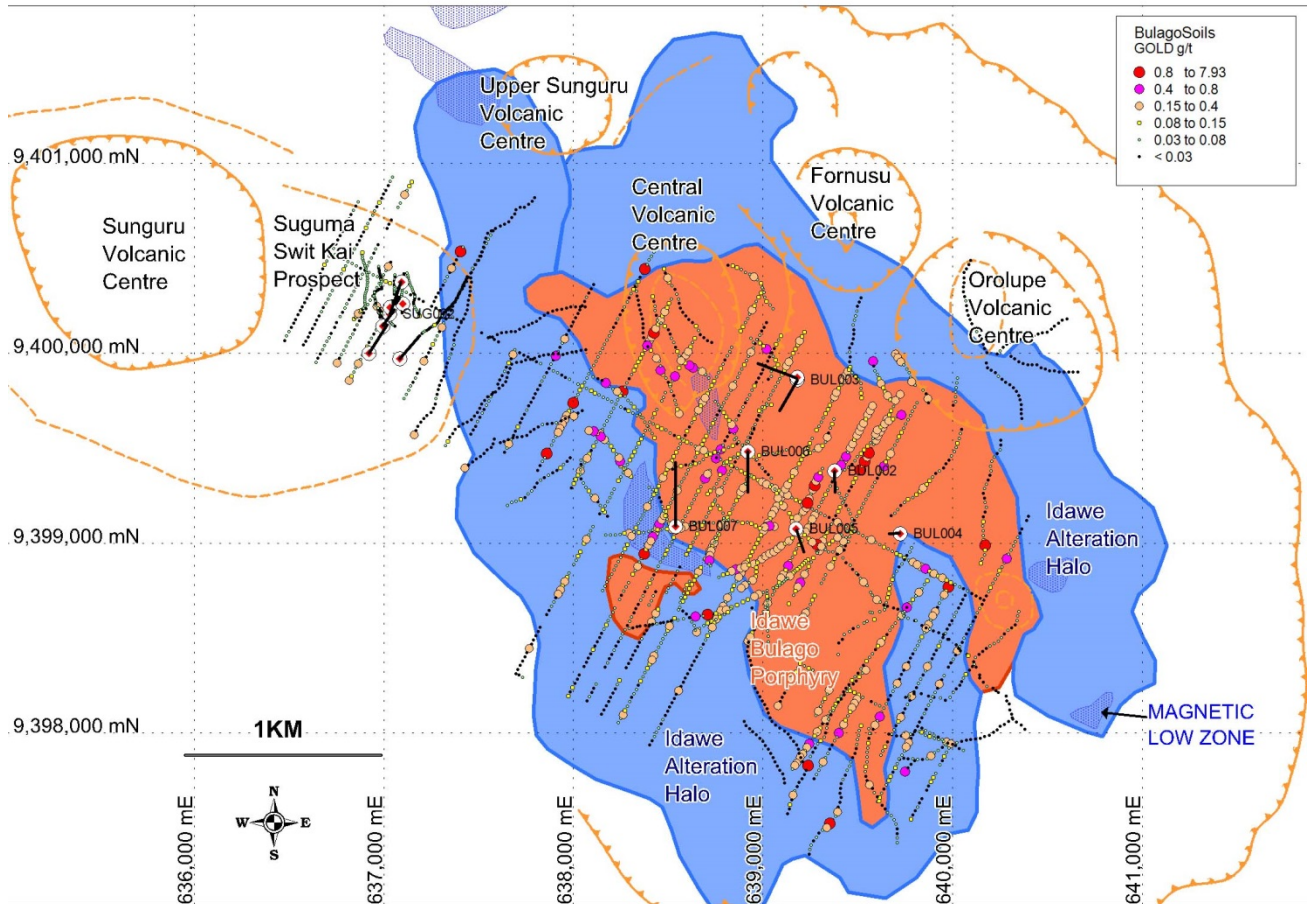 BulagoSoils
GOLD g/t
0.8 to 7.93
0.4 to 0.8
0.15 to 0.4
0.08 to 0.15
0.03 to 0.08
< 0.03
Upper Sunguru
Volcanic
Centre
9,401,000 mN
Sunguru
Volcanic
Centre
Suguma
Swit Kai
Prospect
Central
Volcanic
Centre
Fornusu
Volcanic
Centre
Orolupe
Volcanic
Centre
9,400,000 mN
BUL003
BUL006
BUL002
9,399,000 mN
BUL007
BUL005
BUL004
Idawe
Alteration
Halo
Idawe
Bulago
Porphyry
9,398,000 mN
MAGNETIC
LOW ZONE
1KM
Idawe
Alteration
Halo
N
W E
S
636,000 mE
637,000 mE
638,000 mE
639,000 mE
640,000 mE
641,000 mE